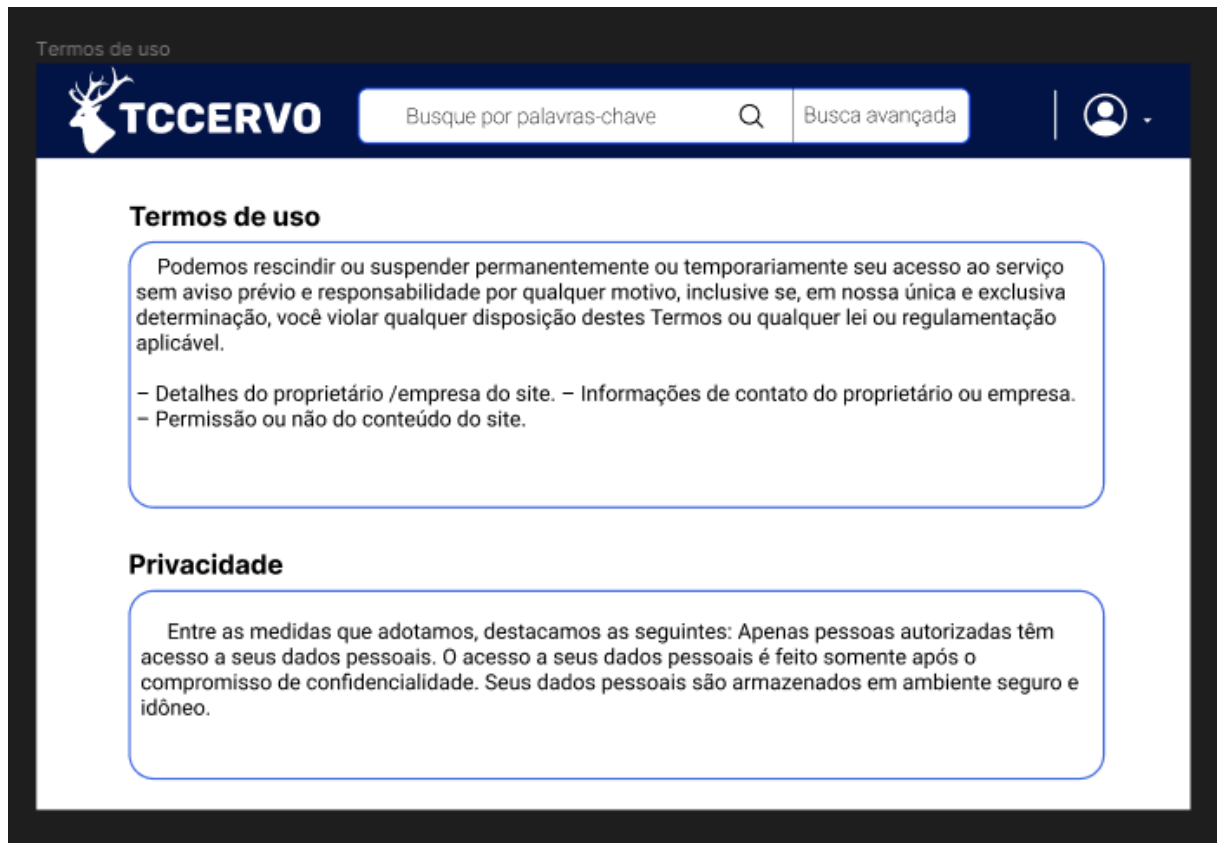 Termos de uso
TCCERVO
Busque por palavras-chave
Busca avançada
Termos de uso
Podemos rescindir ou suspender permanentemente ou temporariamente seu acesso ao serviço
sem aviso prévio e responsabilidade por qualquer motivo, inclusive se, em nossa única e exclusiva
determinação, você violar qualquer disposição destes Termos ou qualquer lei ou regulamentação
aplicável.
– Detalhes do proprietário /empresa do site. – Informações de contato do proprietário ou empresa.
– Permissão ou não do conteúdo do site.
Privacidade
Entre as medidas que adotamos, destacamos as seguintes: Apenas pessoas autorizadas têm
acesso a seus dados pessoais. O acesso a seus dados pessoais é feito somente após o
compromisso de confidencialidade. Seus dados pessoais são armazenados em ambiente seguro e
idôneo.